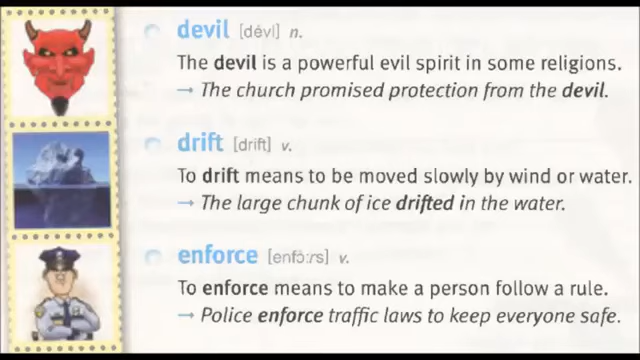 devil [dévl] n.
The devil is a powerful evil spirit in some religions.
→ The church promised protection from the devil.
drift [drift] v.
To drift means to be moved slowly by wind or water.
→ The large chunk of ice drifted in the water.
enforce [enfɔ́:rs] v.
To enforce means to make a person follow a rule.
→ Police enforce traffic laws to keep everyone safe.